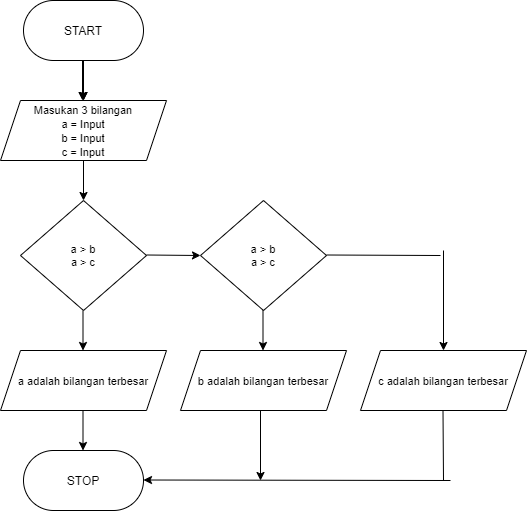 START
Masukan 3 bilangan
a = Input
b = Input
c = Input
a > b
a > c
a > b
a > c
a adalah bilangan terbesar
b adalah bilangan terbesar
c adalah bilangan terbesar
STOP